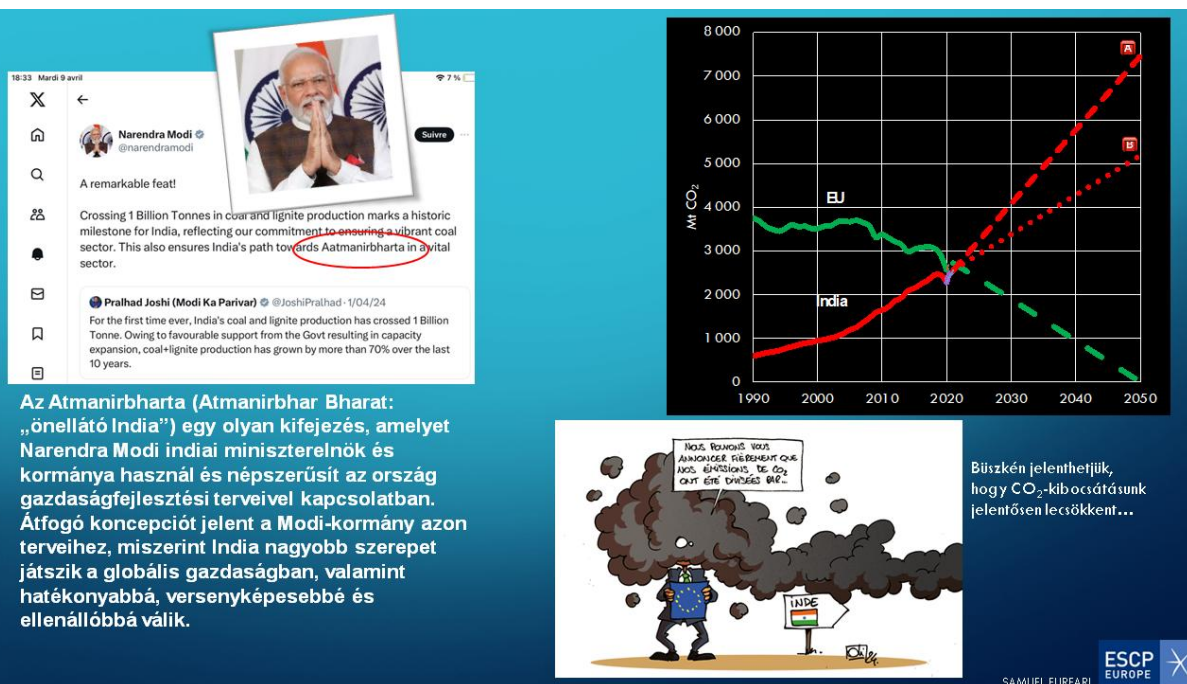 18:33 Mardi 9 avril
7 %
Narendra Modi
@narendramodi
Suivre
A remarkable feat!
Crossing 1 Billion Tonnes in coal and lignite production marks a historic
milestone for India, reflecting our commitment to ensuring a vibrant coal
sector. This also ensures India's path towards Aatmanirbharta in a vital
sector.
Pralhad Joshi (Modi Ka Parivar) @JoshiPralhad · 1/04/24
For the first time ever, India's coal and lignite production has crossed 1 Billion
Tonne. Owing to favourable support from the Govt resulting in capacity
expansion, coal+lignite production has grown by more than 70% over the last
10 years.
Az Atmanirbharta (Atmanirbhar Bharat:
„önellátó India”) egy olyan kifejezés, amelyet
Narendra Modi indiai miniszterelnök és
kormánya használ és népszerűsít az ország
gazdaságfejlesztési terveivel kapcsolatban.
Átfogó koncepciót jelent a Modi-kormány azon
terveihez, miszerint India nagyobb szerepet
játszik a globális gazdaságban, valamint
hatékonyabbá, versenyképesebbé és
ellenállóbbá válik.
8 000
7 000
6 000
5 000
4 000
3 000
2 000
1 000
0
Mt CO₂
A
B
EU
India
1990 2000 2010 2020 2030 2040 2050
NOUS POUVONS VOUS
ANNONCER FIÈREMENT QUE
NOS ÉMISSIONS DE CO₂
ONT ÉTÉ DIVISÉES PAR...
INDE
Büszkén jelenthetjük,
hogy CO₂-kibocsátásunk
jelentősen lecsökkent...
SAMUEL FURFARI
ESCP
EUROPE